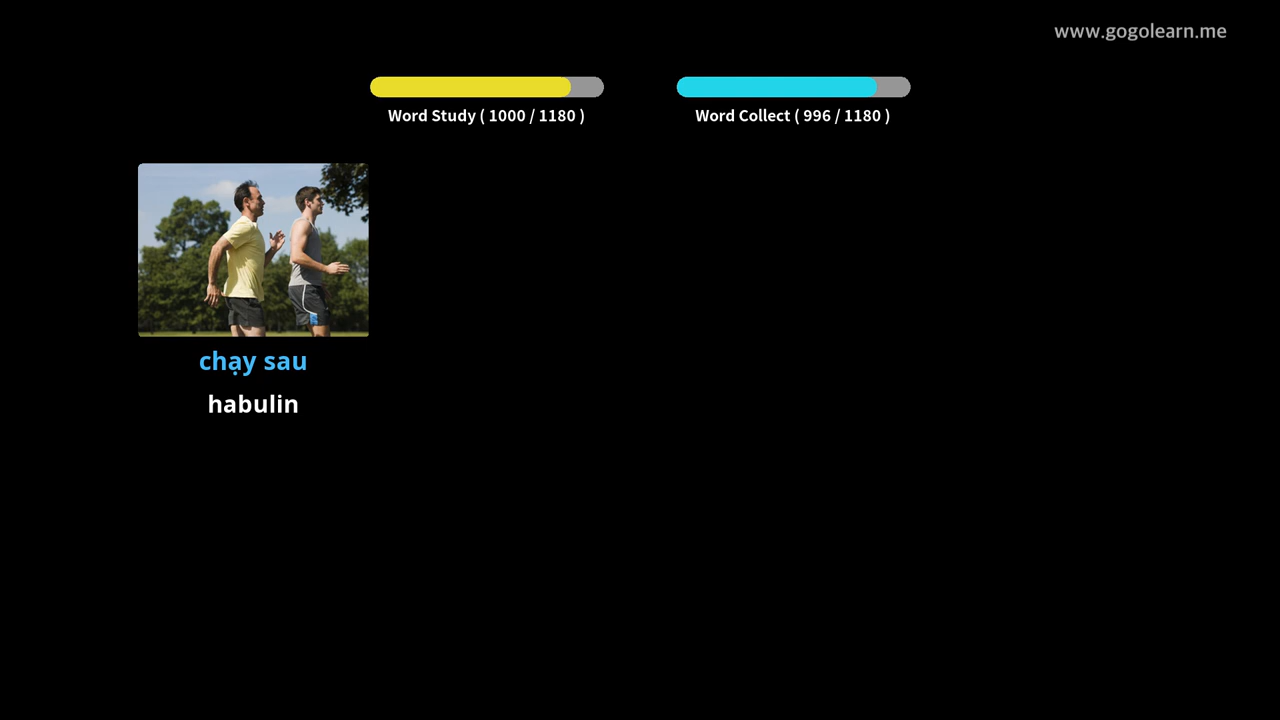 www.gogolearn.me
Word Study ( 1000 / 1180 )
Word Collect ( 996 / 1180 )
chạy sau
habulin